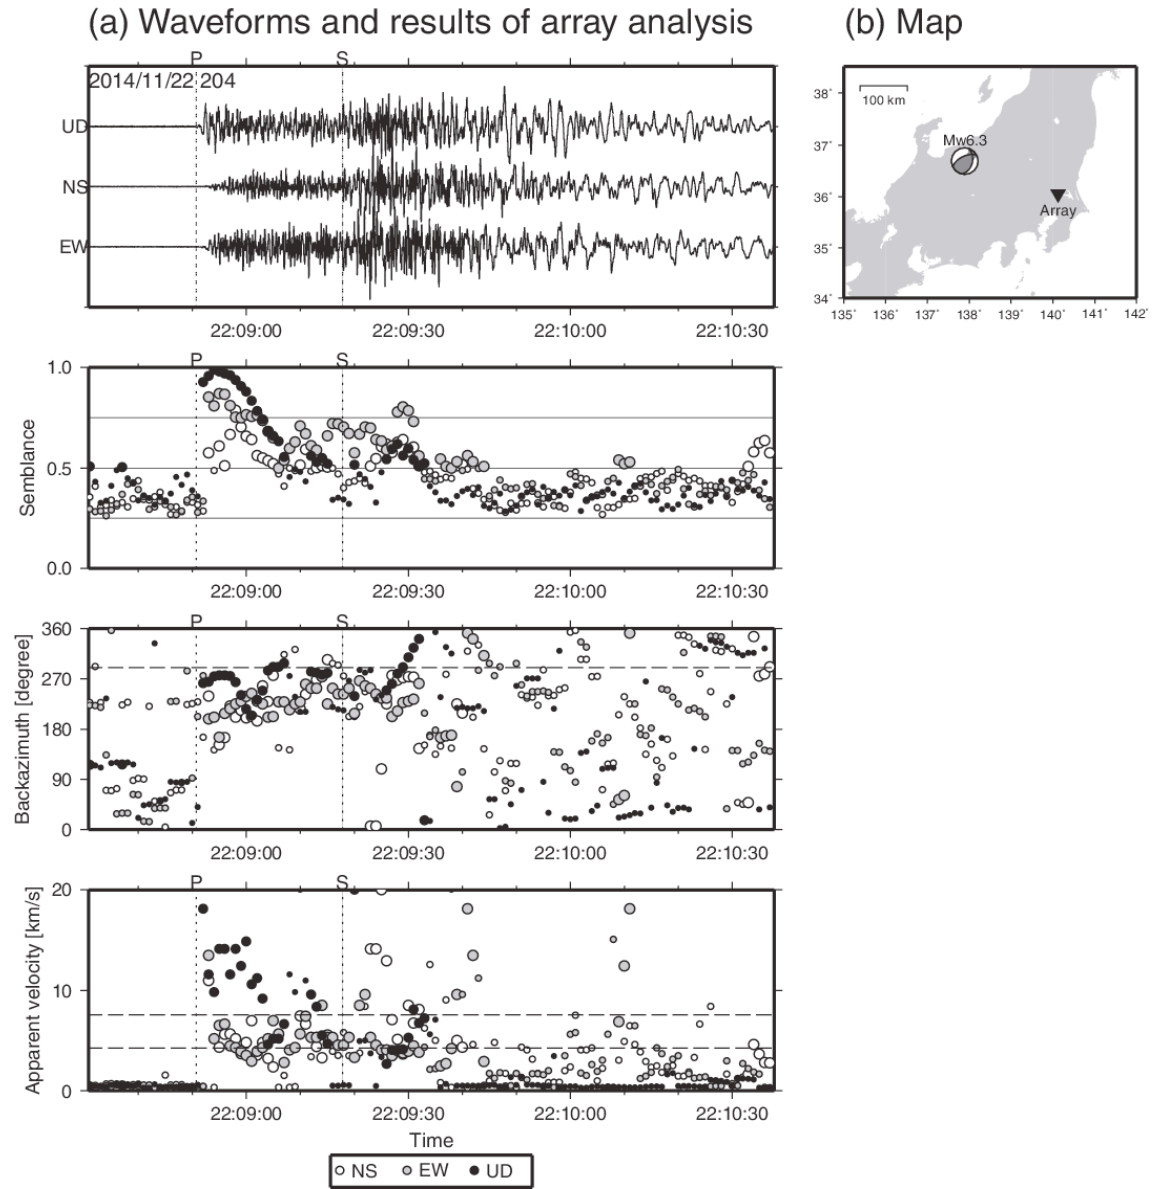 (a) Waveforms and results of array analysis
(b) Map
P S
2014/11/22 204
UD
NS
EW
22:09:00 22:09:30 22:10:00 22:10:30
P S
1.0
0.5
0.0
Semblance
22:09:00 22:09:30 22:10:00 22:10:30
P S
360
270
180
90
0
Backazimuth [degree]
22:09:00 22:09:30 22:10:00 22:10:30
P S
20
10
0
Apparent velocity [km/s]
22:09:00 22:09:30 22:10:00 22:10:30
Time
NS EW UD
38°
37°
36°
35°
34°
100 km
Mw6.3
Array
135° 136° 137° 138° 139° 140° 141° 142°